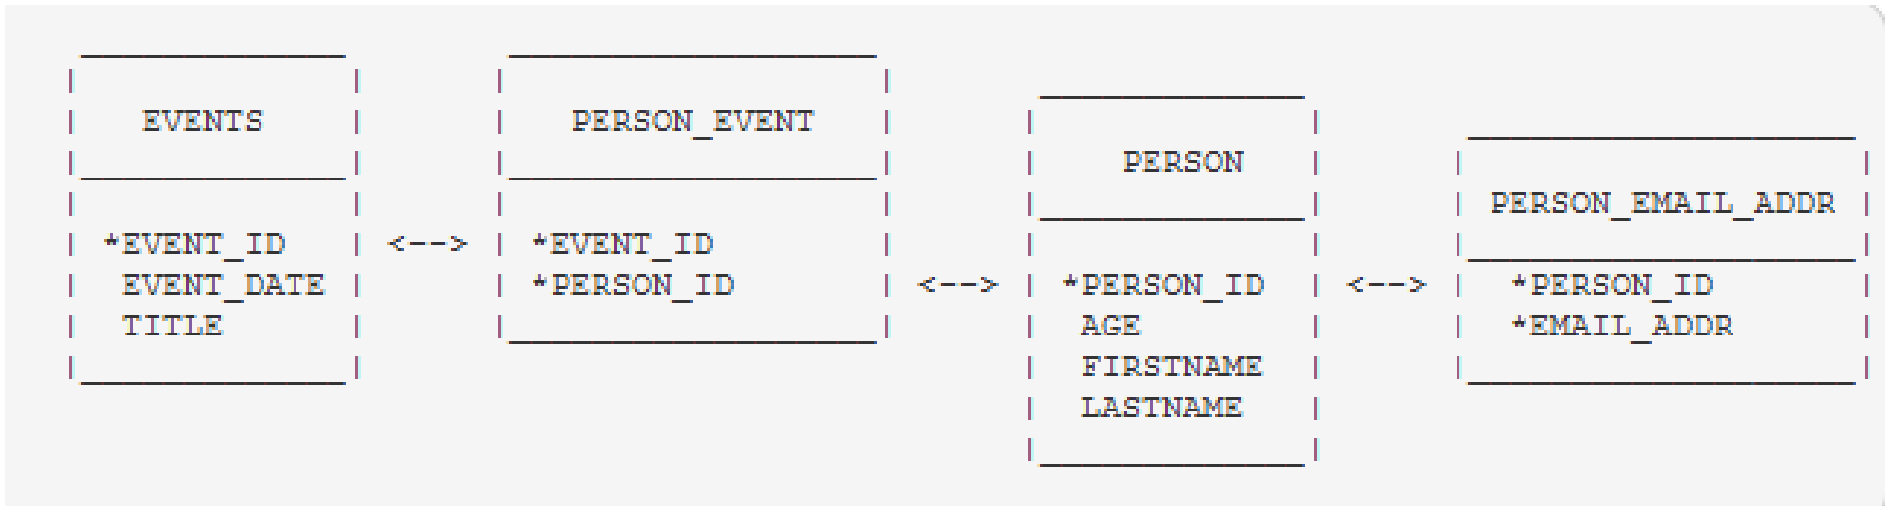 EVENTS
*EVENT_ID
EVENT_DATE
TITLE
<-->
PERSON_EVENT
*EVENT_ID
*PERSON_ID
<-->
PERSON
*PERSON_ID
AGE
FIRSTNAME
LASTNAME
<-->
PERSON_EMAIL_ADDR
*PERSON_ID
*EMAIL_ADDR